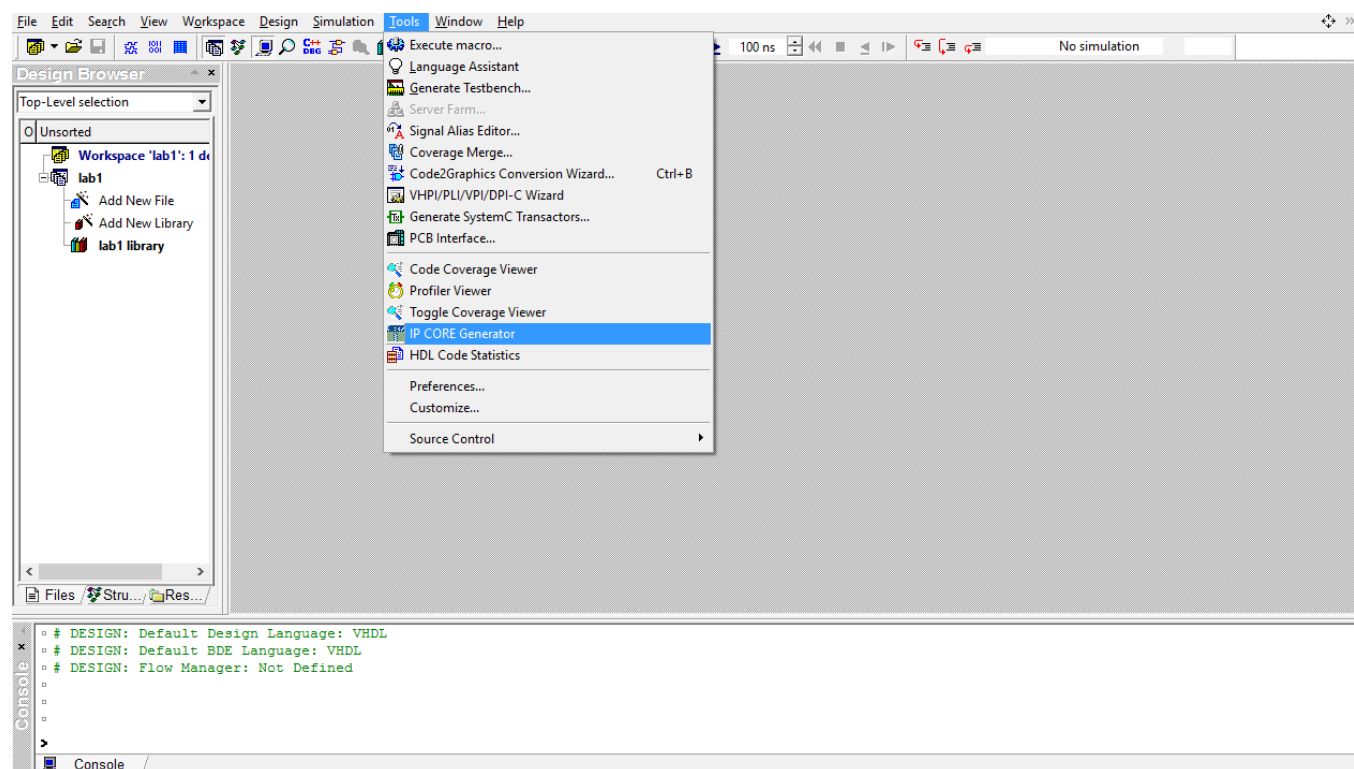 File Edit Search View Workspace Design Simulation Tools Window Help
C++ DBG 100 ns No simulation
Design Browser
Top-Level selection
O Unsorted
Workspace 'lab1': 1 de
lab1
Add New File
Add New Library
lab1 library
Files Stru... Res...
Execute macro...
Language Assistant
Generate Testbench...
Server Farm...
Signal Alias Editor...
Coverage Merge...
Code2Graphics Conversion Wizard... Ctrl+B
VHPI/PLI/VPI/DPI-C Wizard
Generate SystemC Transactors...
PCB Interface...
Code Coverage Viewer
Profiler Viewer
Toggle Coverage Viewer
IP CORE Generator
HDL Code Statistics
Preferences...
Customize...
Source Control
Console
# DESIGN: Default Design Language: VHDL
# DESIGN: Default BDE Language: VHDL
# DESIGN: Flow Manager: Not Defined
>
Console